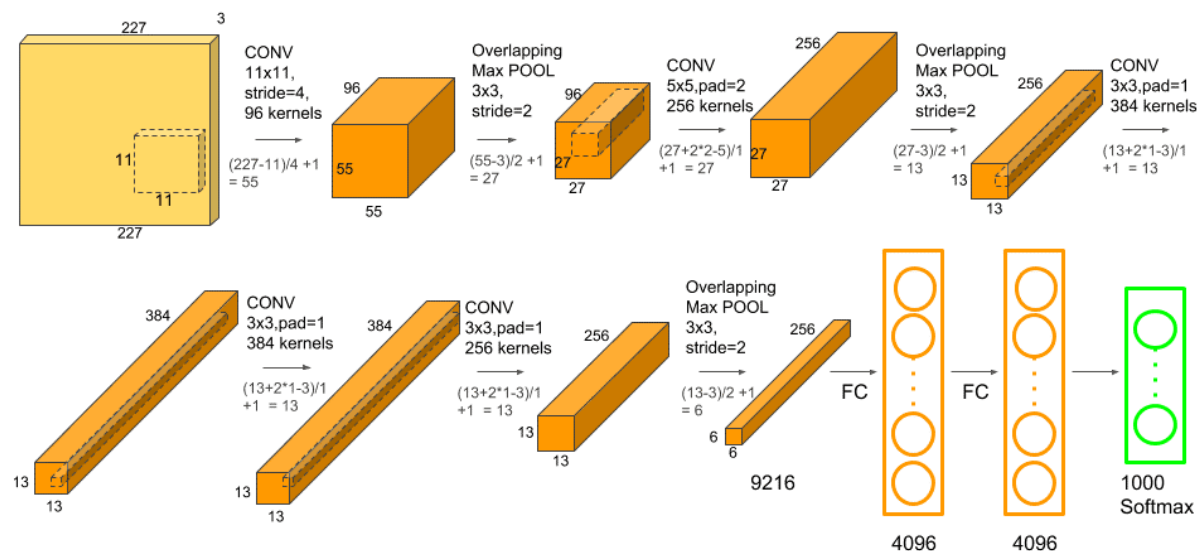 227
3
11
11
227
CONV
11x11,
stride=4,
96 kernels
(227-11)/4 +1
= 55
96
55
55
Overlapping
Max POOL
3x3,
stride=2
(55-3)/2 +1
= 27
96
27
27
CONV
5x5,pad=2
256 kernels
(27+2*2-5)/1
+1 = 27
256
27
27
Overlapping
Max POOL
3x3,
stride=2
(27-3)/2 +1
= 13
256
13
13
CONV
3x3,pad=1
384 kernels
(13+2*1-3)/1
+1 = 13
384
13
13
CONV
3x3,pad=1
384 kernels
(13+2*1-3)/1
+1 = 13
384
13
13
CONV
3x3,pad=1
256 kernels
(13+2*1-3)/1
+1 = 13
256
13
13
Overlapping
Max POOL
3x3,
stride=2
(13-3)/2 +1
= 6
256
6
6
9216
FC
4096
FC
4096
1000
Softmax